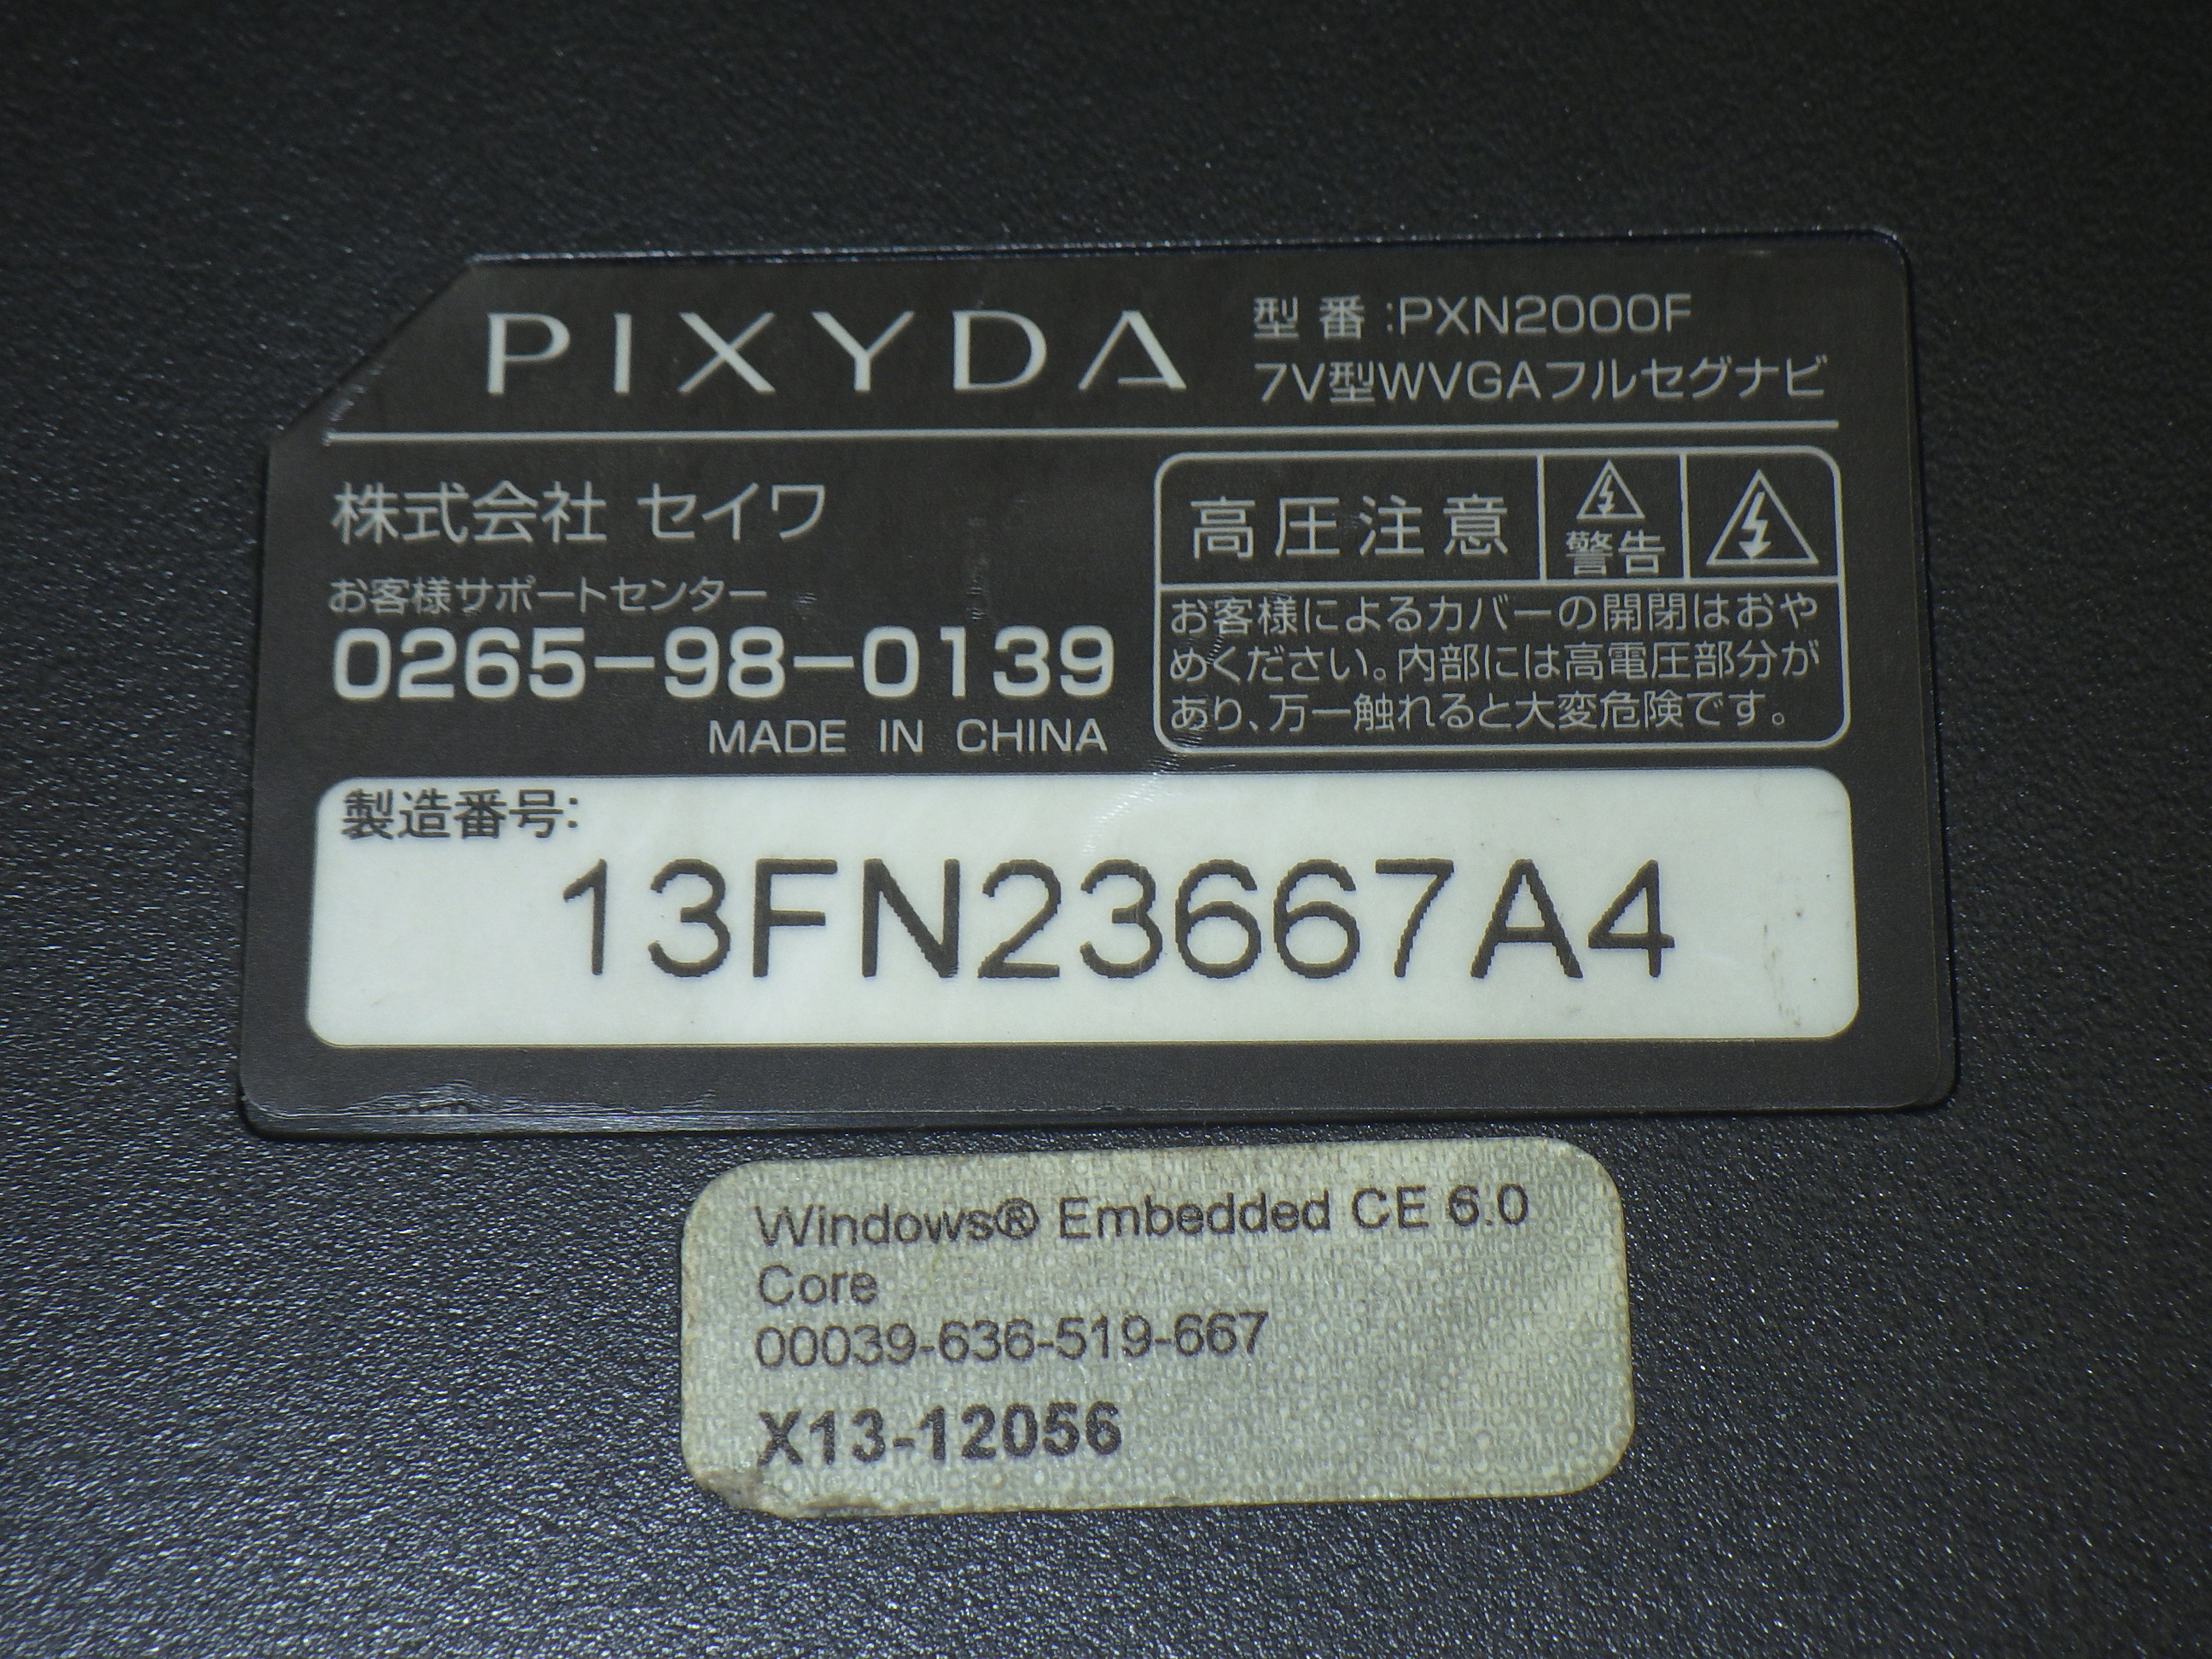 PIXYDA
型番:PXN2000F
7V型WVGAフルセグナビ
株式会社 セイワ
お客様サポートセンター
0265-98-0139
MADE IN CHINA
高圧注意
警告
お客様によるカバーの開閉はおや
めください。内部には高電圧部分が
あり、万一触れると大変危険です。
製造番号:
13FN23667A4
Windows® Embedded CE 6.0
Core
00039-636-519-667
X13-12056